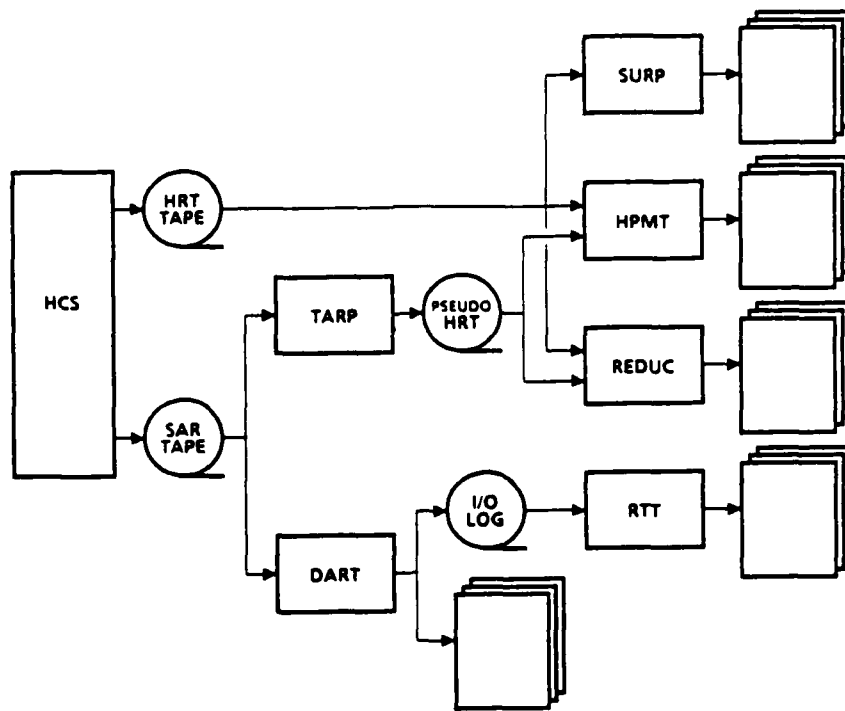 SURP
HRT
TAPE
HPMT
HCS
TARP
PSEUDO
HRT
REDUC
SAR
TAPE
I/O
LOG
RTT
DART